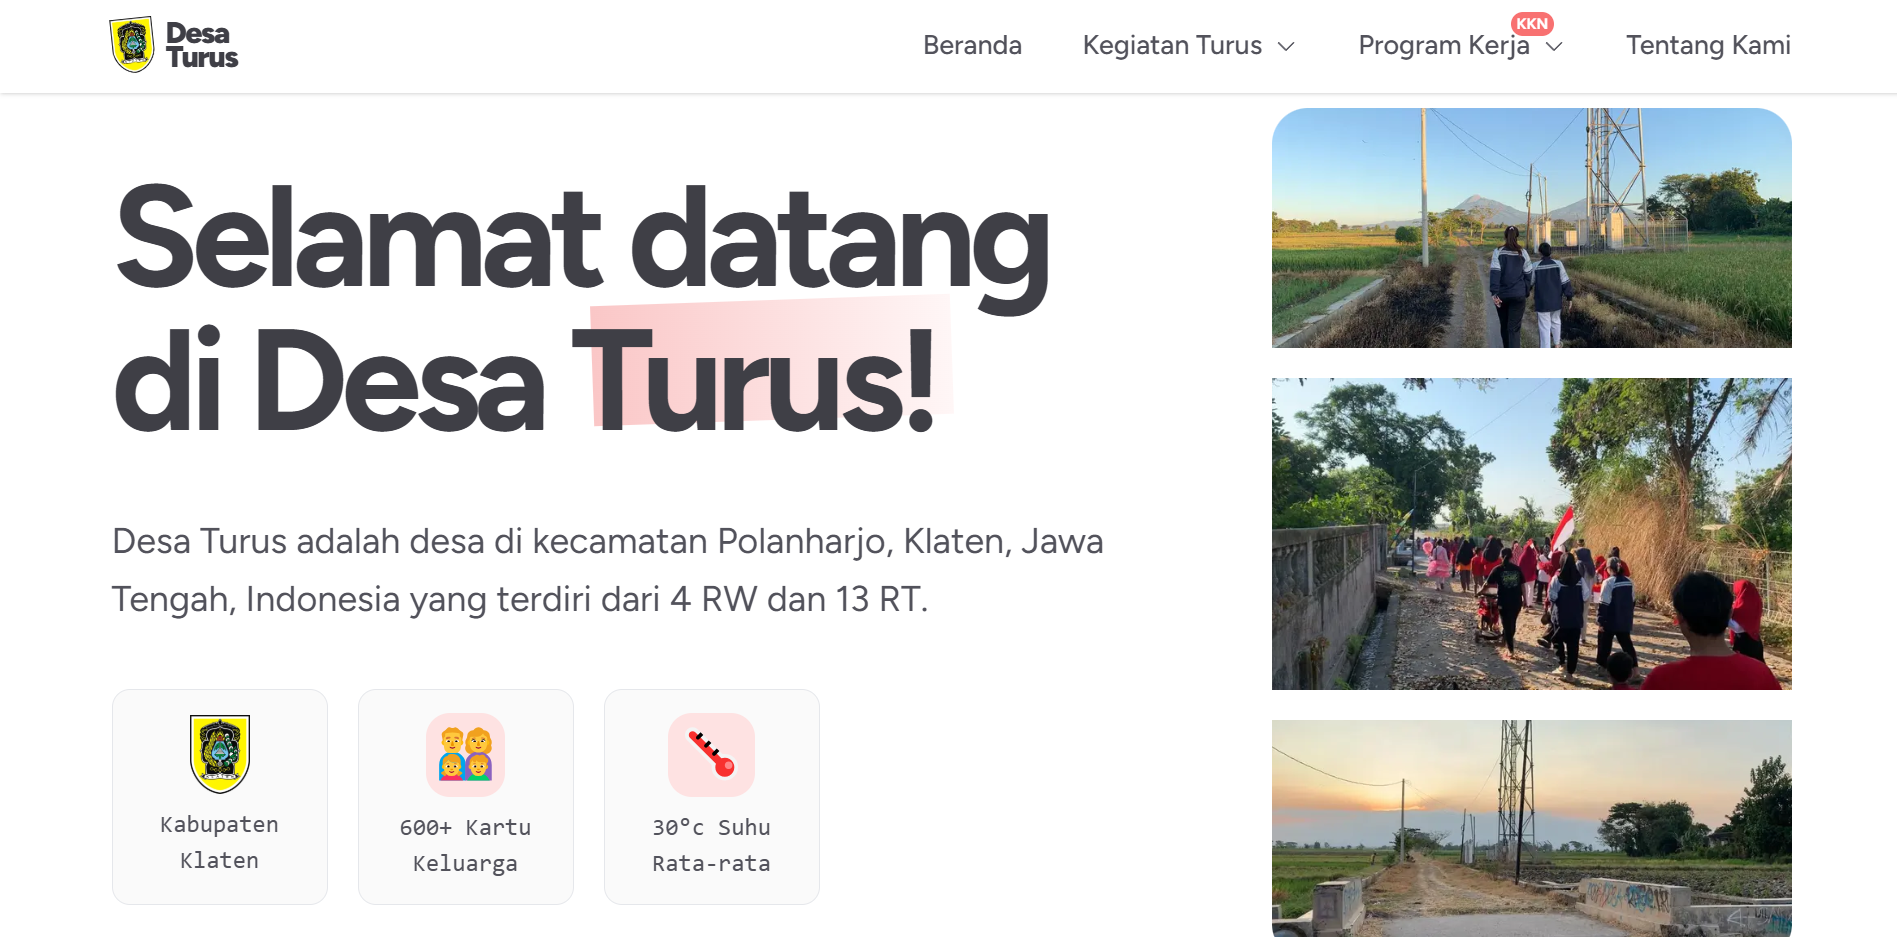 Desa
Turus
Beranda
Kegiatan Turus
Program Kerja
KKN
Tentang Kami
Selamat datang
di Desa Turus!
Desa Turus adalah desa di kecamatan Polanharjo, Klaten, Jawa
Tengah, Indonesia yang terdiri dari 4 RW dan 13 RT.
Kabupaten
Klaten
600+ Kartu
Keluarga
30°c Suhu
Rata-rata